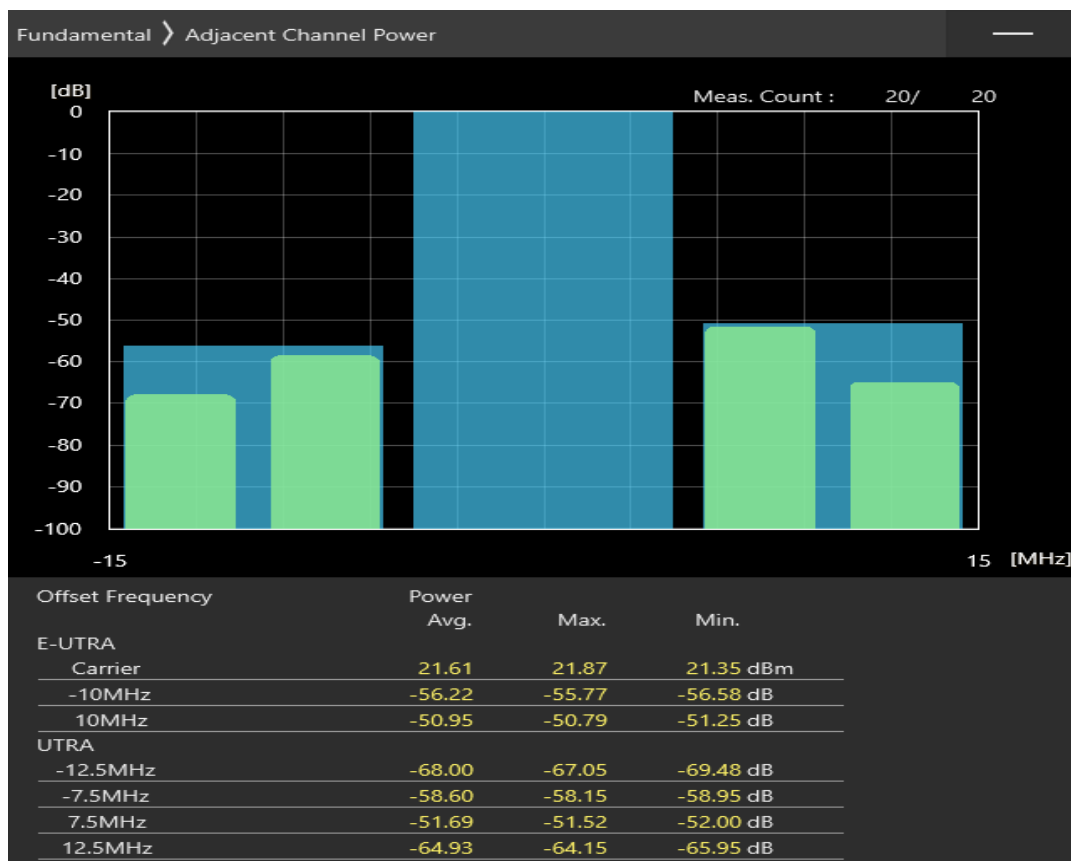 Fundamental ❯ Adjacent Channel Power
[dB]
Meas. Count : 20/ 20
0
-10
-20
-30
-40
-50
-60
-70
-80
-90
-100
-15 15 [MHz]
Offset Frequency Power
Avg. Max. Min.
E-UTRA
Carrier 21.61 21.87 21.35 dBm
-10MHz -56.22 -55.77 -56.58 dB
10MHz -50.95 -50.79 -51.25 dB
UTRA
-12.5MHz -68.00 -67.05 -69.48 dB
-7.5MHz -58.60 -58.15 -58.95 dB
7.5MHz -51.69 -51.52 -52.00 dB
12.5MHz -64.93 -64.15 -65.95 dB